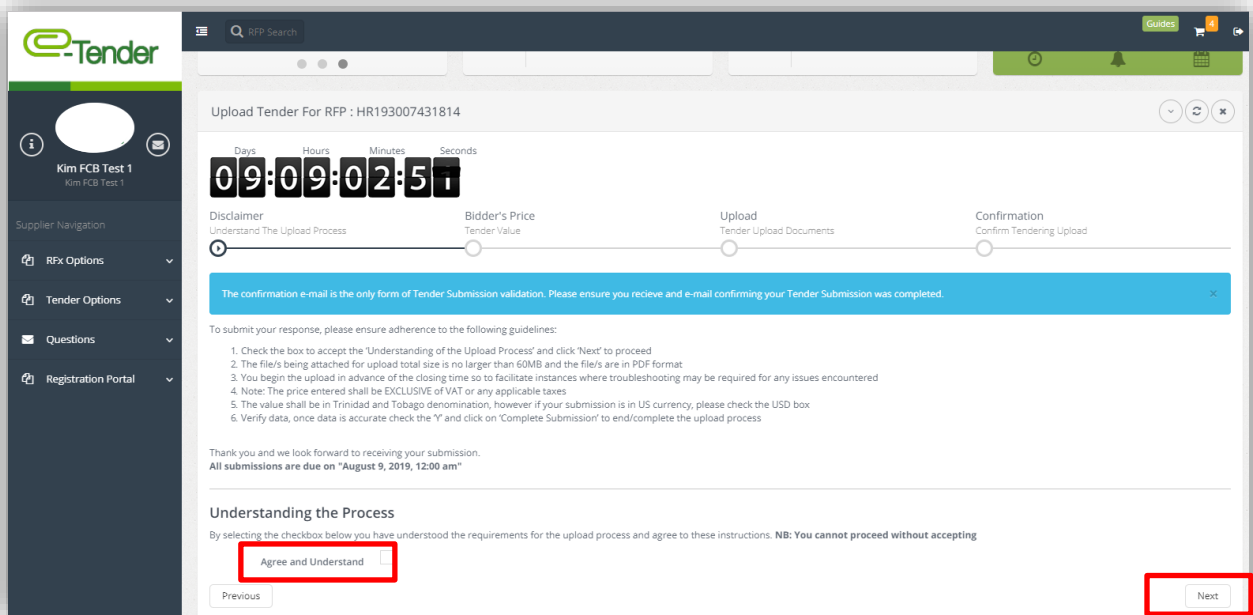 e-Tender
RFP Search
Guides
4
Kim FCB Test 1
Kim FCB Test 1
Supplier Navigation
RFx Options
Tender Options
Questions
Registration Portal
Upload Tender For RFP : HR193007431814
Days Hours Minutes Seconds
09:09:02:51
Disclaimer
Understand The Upload Process
Bidder's Price
Tender Value
Upload
Tender Upload Documents
Confirmation
Confirm Tendering Upload
The confirmation e-mail is the only form of Tender Submission validation. Please ensure you recieve and e-mail confirming your Tender Submission was completed.
To submit your response, please ensure adherence to the following guidelines:
1. Check the box to accept the 'Understanding of the Upload Process' and click 'Next' to proceed
2. The file/s being attached for upload total size is no larger than 60MB and the file/s are in PDF format
3. You begin the upload in advance of the closing time so to facilitate instances where troubleshooting may be required for any issues encountered
4. Note: The price entered shall be EXCLUSIVE of VAT or any applicable taxes
5. The value shall be in Trinidad and Tobago denomination, however if your submission is in US currency, please check the USD box
6. Verify data, once data is accurate check the 'Y' and click on 'Complete Submission' to end/complete the upload process
Thank you and we look forward to receiving your submission.
All submissions are due on "August 9, 2019, 12:00 am"
Understanding the Process
By selecting the checkbox below you have understood the requirements for the upload process and agree to these instructions. NB: You cannot proceed without accepting
Agree and Understand
Previous
Next